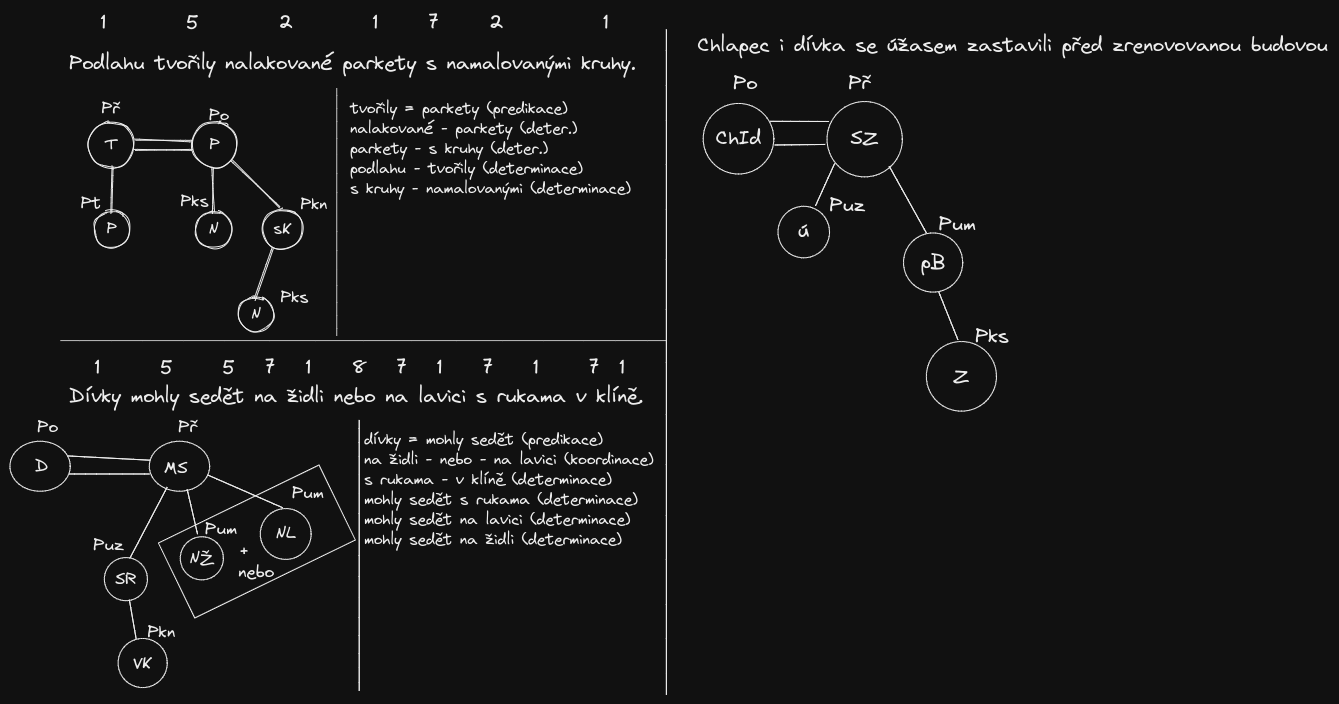 1 5 2 1 7 2 1
Podlahu tvořily nalakované parkety s namalovanými kruhy.
Př
Po
T
P
Pt
Pks
Pkn
P
N
sK
Pks
N
tvořily = parkety (predikace)
nalakované - parkety (deter.)
parkety - s kruhy (deter.)
podlahu - tvořily (determinace)
s kruhy - namalovanými (determinace)
1 5 5 7 1 8 7 1 7 1 7 1
Dívky mohly sedět na židli nebo na lavici s rukama v klíně.
Po
Př
D
MS
Pum
Pum
NL
Puz
NŽ
+
nebo
SR
Pkn
VK
dívky = mohly sedět (predikace)
na židli - nebo - na lavici (koordinace)
s rukama - v klíně (determinace)
mohly sedět s rukama (determinace)
mohly sedět na lavici (determinace)
mohly sedět na židli (determinace)
Chlapec i dívka se úžasem zastavili před zrenovovanou budovou
Po
Př
ChId
SZ
Puz
Pum
ú
pB
Pks
Z